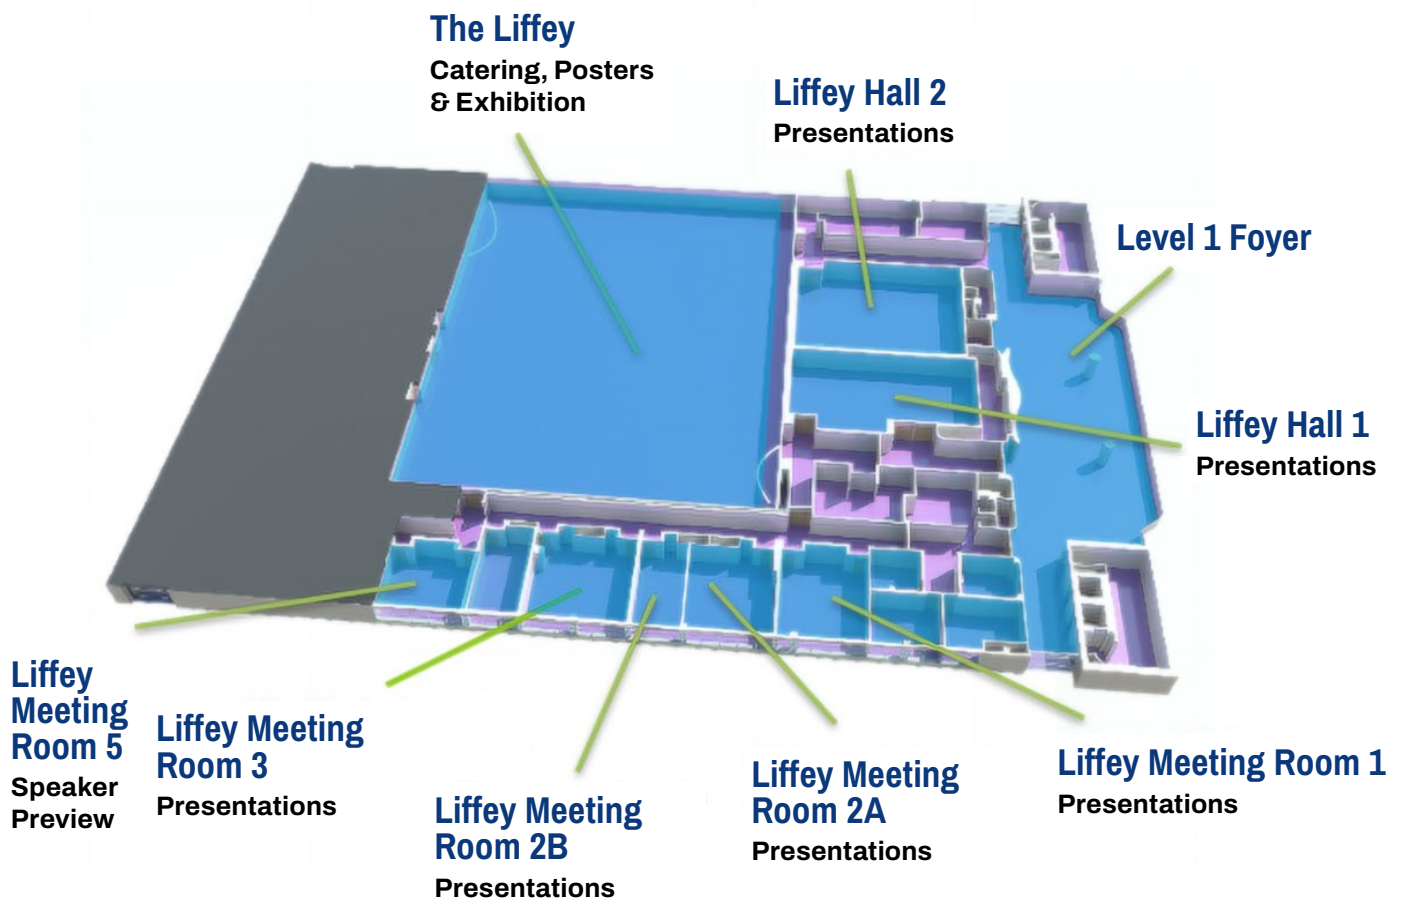 The Liffey
Catering, Posters
& Exhibition
Liffey Hall 2
Presentations
Level 1 Foyer
Liffey Hall 1
Presentations
Liffey
Meeting
Room 5
Speaker
Preview
Liffey Meeting
Room 3
Presentations
Liffey Meeting
Room 2B
Presentations
Liffey Meeting
Room 2A
Presentations
Liffey Meeting Room 1
Presentations